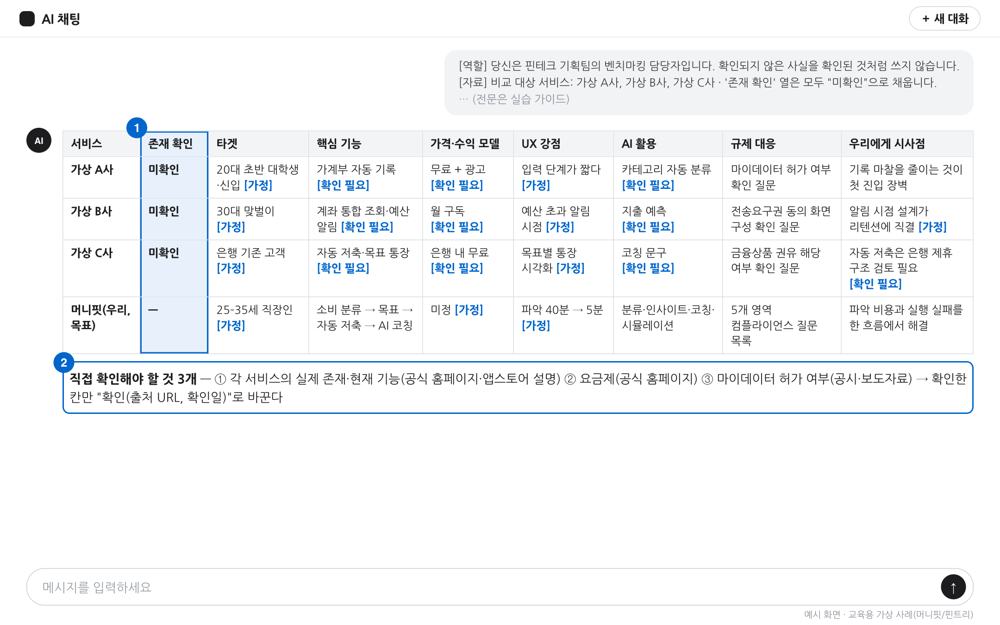 AI 채팅
+ 새 대화
[역할] 당신은 핀테크 기획팀의 벤치마킹 담당자입니다. 확인되지 않은 사실을 확인된 것처럼 쓰지 않습니다.
[자료] 비교 대상 서비스: 가상 A사, 가상 B사, 가상 C사 · '존재 확인' 열은 모두 "미확인"으로 채웁니다.
… (전문은 실습 가이드)
1
AI
서비스 존재 확인 타겟 핵심 기능 가격·수익 모델 UX 강점 AI 활용 규제 대응 우리에게 시사점
가상 A사 미확인 20대 초반 대학생 가계부 자동 기록 무료 + 광고 입력 단계가 짧다 카테고리 자동 분류 마이데이터 허가 여부 기록 마찰을 줄이는 것이
·신입 [가정] [확인 필요] [확인 필요] [가정] [확인 필요] 확인 질문 첫 진입 장벽
가상 B사 미확인 30대 맞벌이 계좌 통합 조회·예산 월 구독 예산 초과 알림 지출 예측 전송요구권 동의 화면 알림 시점 설계가
[가정] 알림 [확인 필요] [확인 필요] 시점 [가정] [확인 필요] 구성 확인 질문 리텐션에 직결 [가정]
가상 C사 미확인 은행 기존 고객 자동 저축·목표 통장 은행 내 무료 목표별 통장 코칭 문구 금융상품 권유 해당 자동 저축은 은행 제휴
[가정] [확인 필요] [확인 필요] 시각화 [가정] [확인 필요] 여부 확인 질문 구조 검토 필요
[확인 필요]
머니핏(우리, — 25-35세 직장인 소비 분류 → 목표 → 미정 [가정] 파악 40분 → 5분 분류·인사이트·코칭· 5개 영역 파악 비용과 실행 실패를
목표) [가정] 자동 저축 → AI 코칭 [가정] 시뮬레이션 컴플라이언스 질문 한 흐름에서 해결
목록
2
직접 확인해야 할 것 3개 — ① 각 서비스의 실제 존재·현재 기능(공식 홈페이지·앱스토어 설명) ② 요금제(공식 홈페이지) ③ 마이데이터 허가 여부(공시·보도자료) → 확인한
칸만 "확인(출처 URL, 확인일)"로 바꾼다
메시지를 입력하세요
↑
예시 화면 · 교육용 가상 사례(머니핏/핀트리)